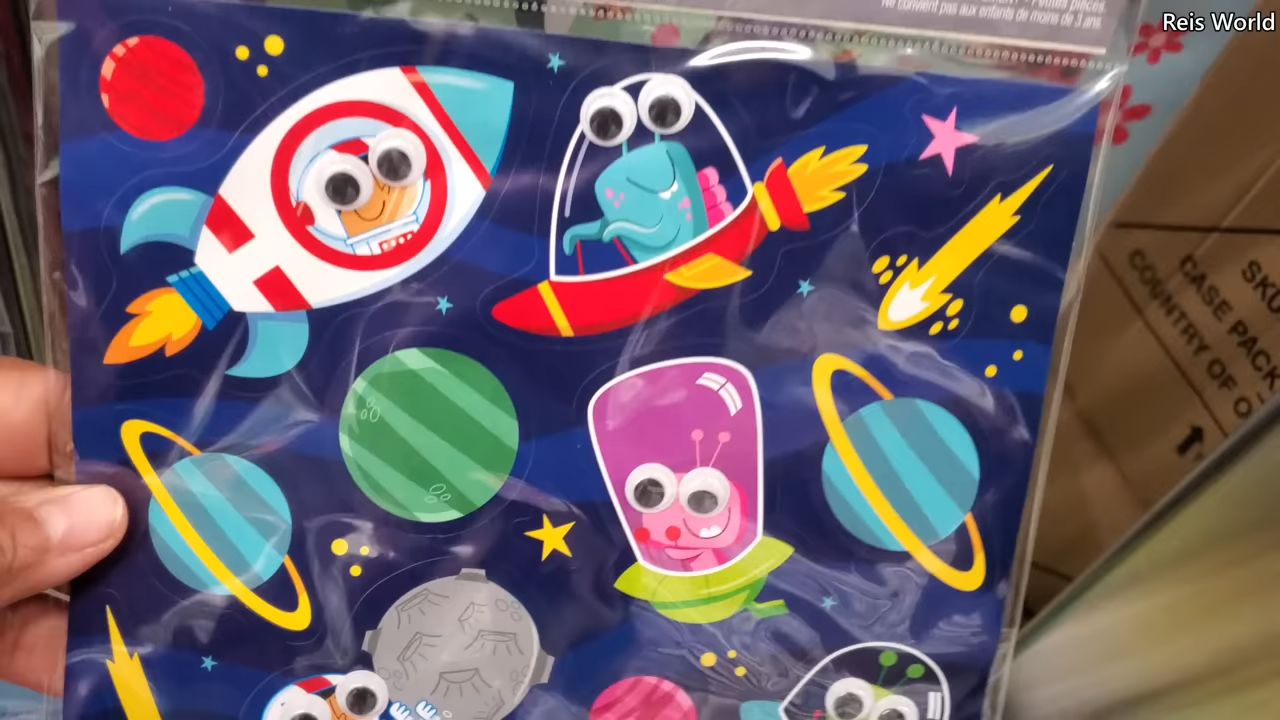 Reis World
Ne convient pas aux enfants de moins de 3 ans.
SKU
CASE PACK
COUNTRY OF O